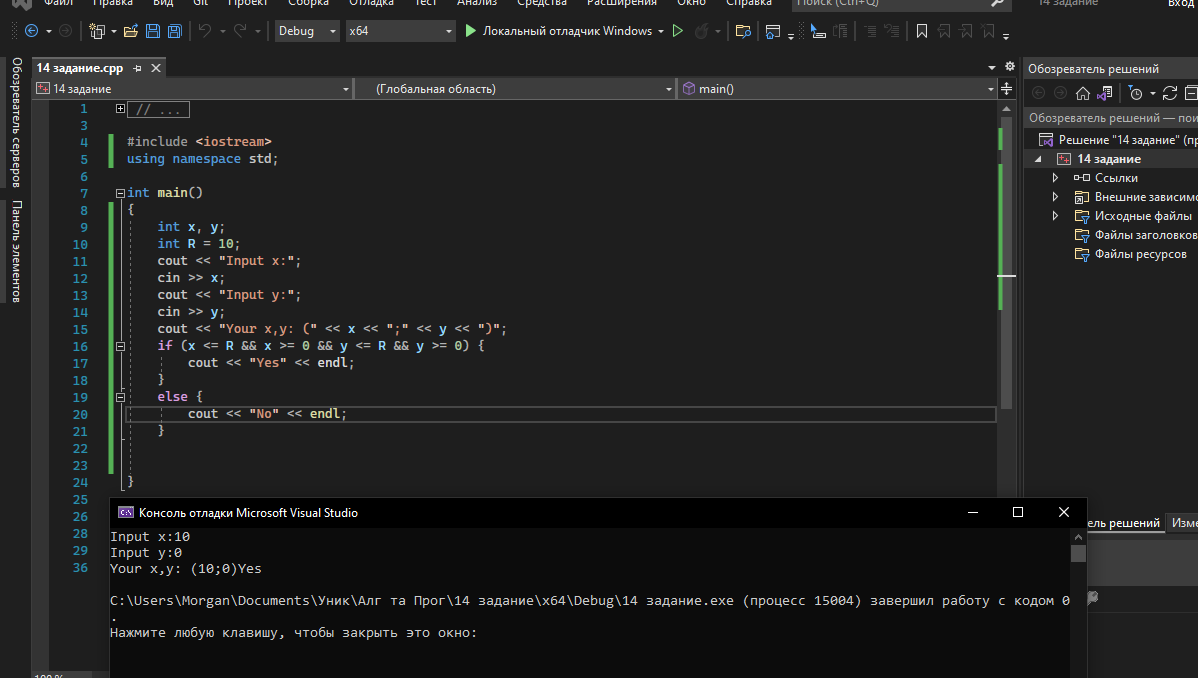 Файл Правка Вид Git Проект Сборка Отладка Тест Анализ Средства Расширения Окно Справка Поиск (Ctrl+Q) 14 задание Вход
Debug x64 Локальный отладчик Windows
Обозреватель серверов
Панель элементов
14 задание.cpp
14 задание (Глобальная область) main()
1 // ...
3
4 #include <iostream>
5 using namespace std;
6
7 int main()
8 {
9 int x, y;
10 int R = 10;
11 cout << "Input x:";
12 cin >> x;
13 cout << "Input y:";
14 cin >> y;
15 cout << "Your x,y: (" << x << ";" << y << ")";
16 if (x <= R && x >= 0 && y <= R && y >= 0) {
17 cout << "Yes" << endl;
18 }
19 else {
20 cout << "No" << endl;
21 }
22
23
24 }
25
26
28
29
36
Обозреватель решений
Обозреватель решений — пои
Решение "14 задание" (пр
14 задание
Ссылки
Внешние зависимо
Исходные файлы
Файлы заголовков
Файлы ресурсов
ель решений Изме
Консоль отладки Microsoft Visual Studio
Input x:10
Input y:0
Your x,y: (10;0)Yes
C:\Users\Morgan\Documents\Уник\Алг та Прог\14 задание\x64\Debug\14 задание.exe (процесс 15004) завершил работу с кодом 0
.
Нажмите любую клавишу, чтобы закрыть это окно:
100 %